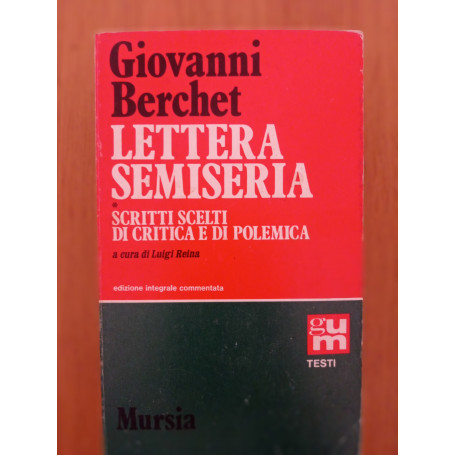 Giovanni
Berchet
LETTERA
SEMISERIA
*
SCRITTI SCELTI
DI CRITICA E DI POLEMICA
a cura di Luigi Reina
edizione integrale commentata
gum
TESTI
Mursia